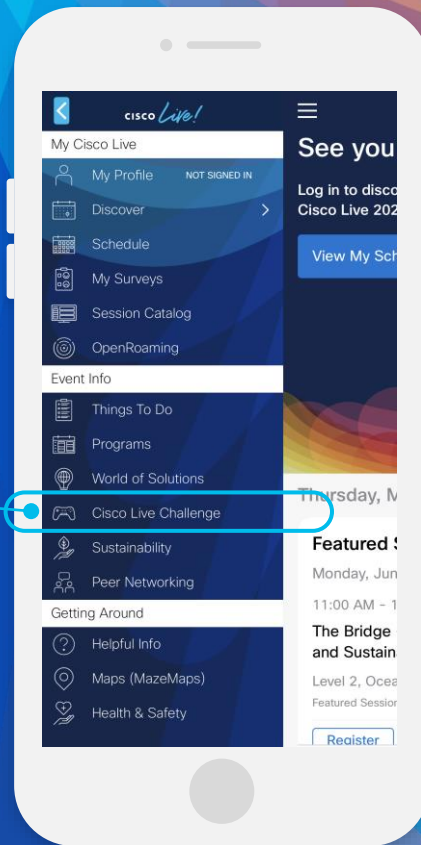 CISCO Live!
My Cisco Live
My Profile NOT SIGNED IN
Discover
Schedule
My Surveys
Session Catalog
OpenRoaming
Event Info
Things To Do
Programs
World of Solutions
Cisco Live Challenge
Sustainability
Peer Networking
Getting Around
Helpful Info
Maps (MazeMaps)
Health & Safety
See you
Log in to disco
Cisco Live 202
View My Sch
Thursday, M
Featured S
Monday, Jun
11:00 AM - 1
The Bridge
and Sustain
Level 2, Ocea
Featured Session
Register